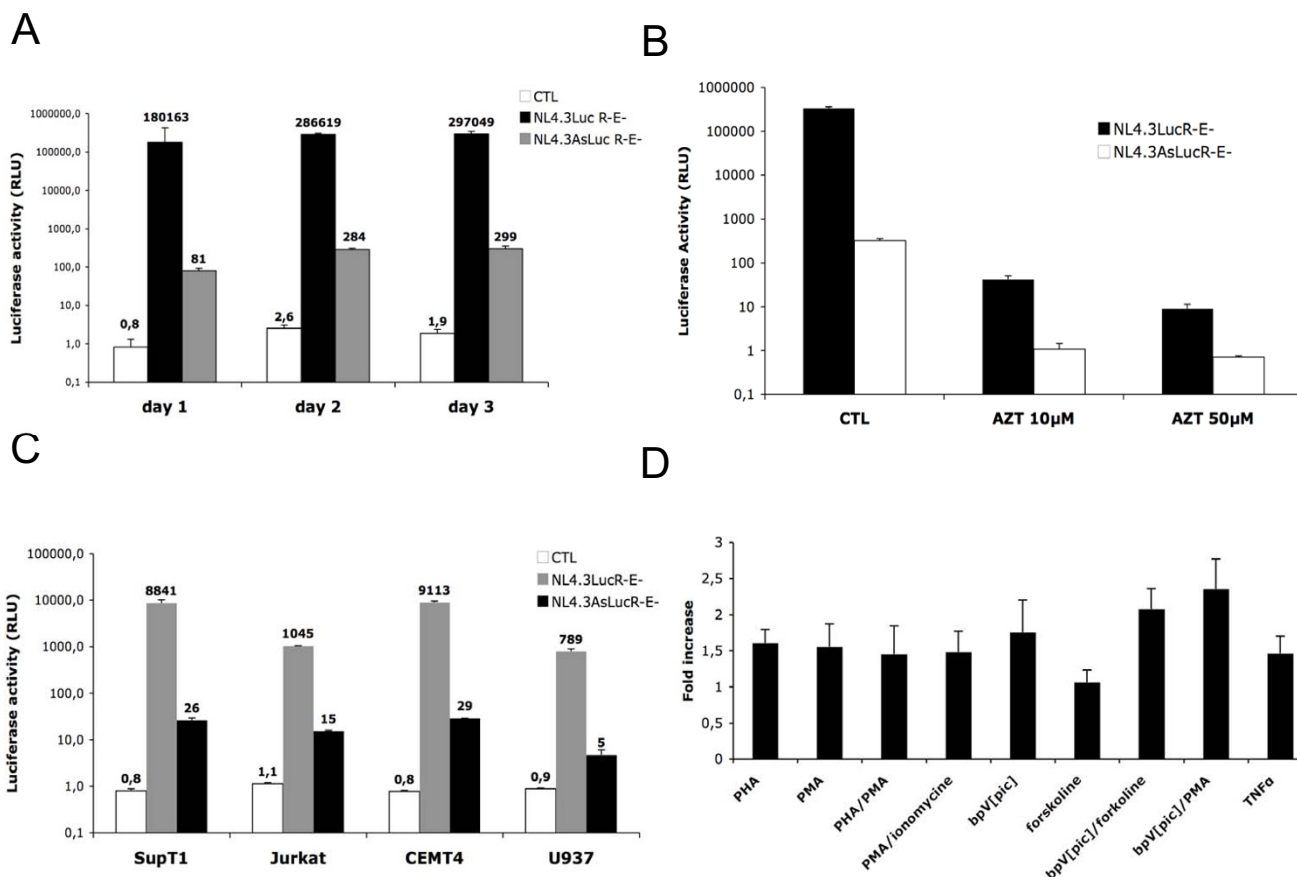 A
CTL
NL4.3Luc R-E-
NL4.3AsLuc R-E-
Luciferase activity (RLU)
1000000,0
100000,0
10000,0
1000,0
100,0
10,0
1,0
0,1
0,8
180163
81
2,6
286619
284
1,9
297049
299
day 1
day 2
day 3
B
NL4.3LucR-E-
NL4.3AsLucR-E-
Luciferase Activity (RLU)
1000000
100000
10000
1000
100
10
1
0,1
CTL
AZT 10µM
AZT 50µM
C
CTL
NL4.3LucR-E-
NL4.3AsLucR-E-
Luciferase activity (RLU)
100000,0
10000,0
1000,0
100,0
10,0
1,0
0,1
0,8
8841
26
1,1
1045
15
0,8
9113
29
0,9
789
5
SupT1
Jurkat
CEMT4
U937
D
Fold increase
3
2,5
2
1,5
1
0,5
0
PHA
PMA
PHA/PMA
PMA/ionomycine
bpV[pic]
forskoline
bpV[pic]/forkoline
bpV[pic]/PMA
TNFα